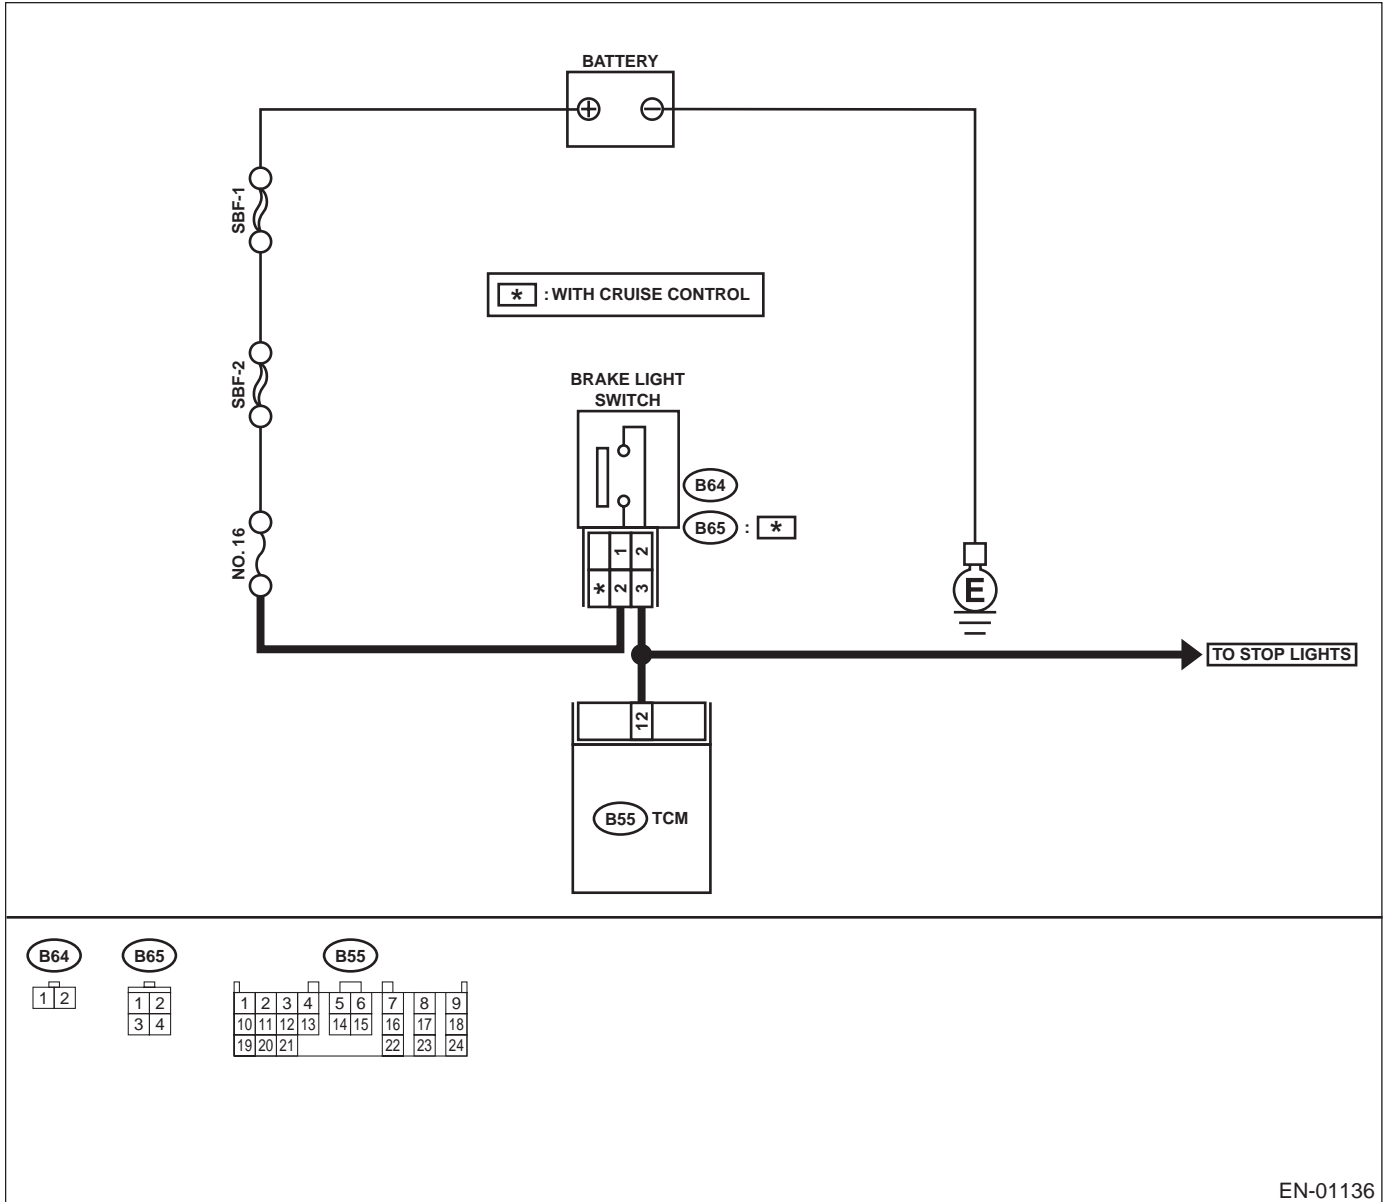 BATTERY
SBF-1
* : WITH CRUISE CONTROL
SBF-2
BRAKE LIGHT
SWITCH
B64
B65 : *
NO. 16
1 2
* 2 3
E
TO STOP LIGHTS
12
B55 TCM
B64
1 2
B65
1 2
3 4
B55
1 2 3 4 5 6 7 8 9
10 11 12 13 14 15 16 17 18
19 20 21 22 23 24
EN-01136